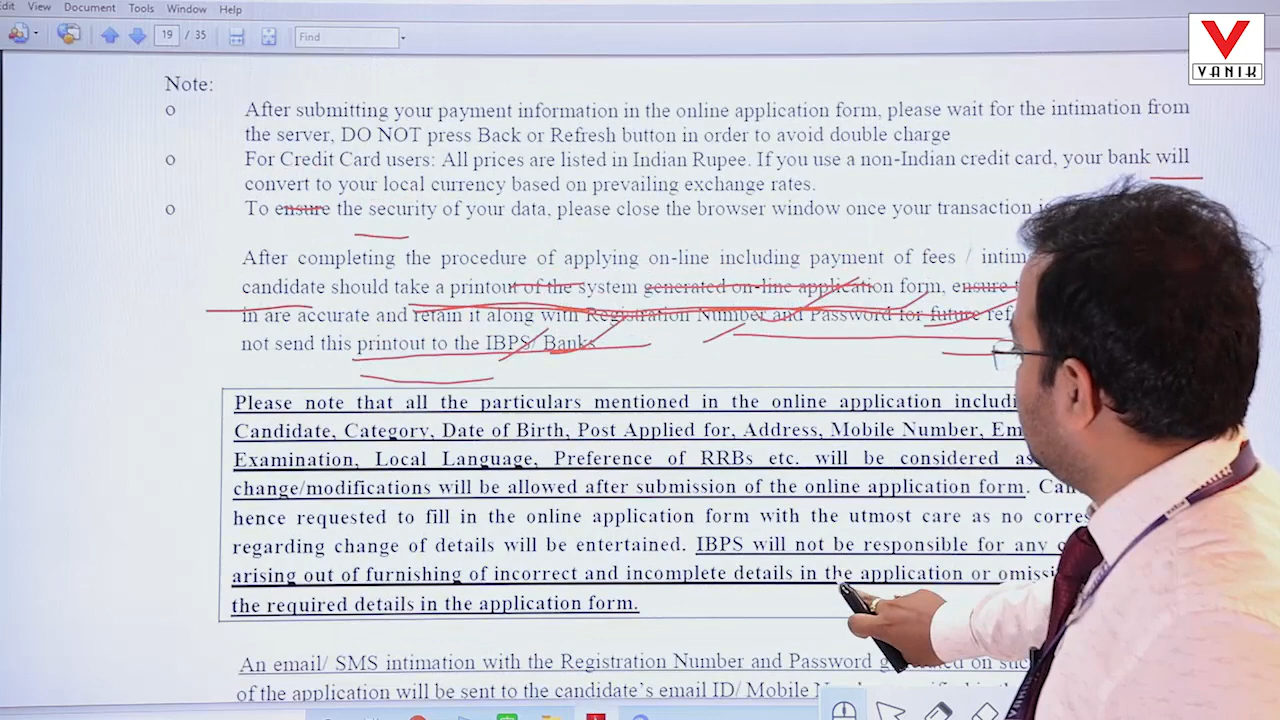 dit View Document Tools Window Help
19 / 35 Find
VANIK
Note:
o After submitting your payment information in the online application form, please wait for the intimation from
the server, DO NOT press Back or Refresh button in order to avoid double charge
o For Credit Card users: All prices are listed in Indian Rupee. If you use a non-Indian credit card, your bank will
convert to your local currency based on prevailing exchange rates.
o To ensure the security of your data, please close the browser window once your transaction
After completing the procedure of applying on-line including payment of fees /
candidate should take a printout of the system generated on-line application form, ensure
in are accurate and retain it along with Registration Number and Password for future
not send this printout to the IBPS/ Banks
Please note that all the particulars mentioned in the online application
Candidate, Category, Date of Birth, Post Applied for, Address, Mobile Number,
Examination, Local Language, Preference of RRBs etc. will be considered
change/modifications will be allowed after submission of the online application form.
hence requested to fill in the online application form with the utmost care as no
regarding change of details will be entertained. IBPS will not be responsible for any
arising out of furnishing of incorrect and incomplete details in the application or
the required details in the application form.
An email/ SMS intimation with the Registration Number and Password on
of the application will be sent to the candidate's email ID/ Mobile